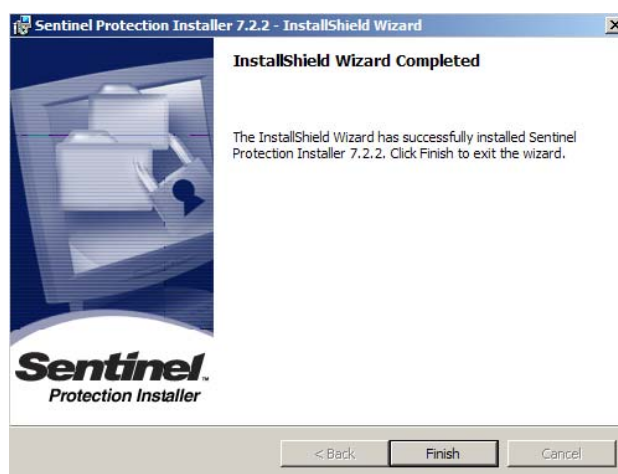 Sentinel Protection Installer 7.2.2 - InstallShield Wizard
InstallShield Wizard Completed
The InstallShield Wizard has successfully installed Sentinel
Protection Installer 7.2.2. Click Finish to exit the wizard.
Sentinel
Protection Installer
< Back
Finish
Cancel